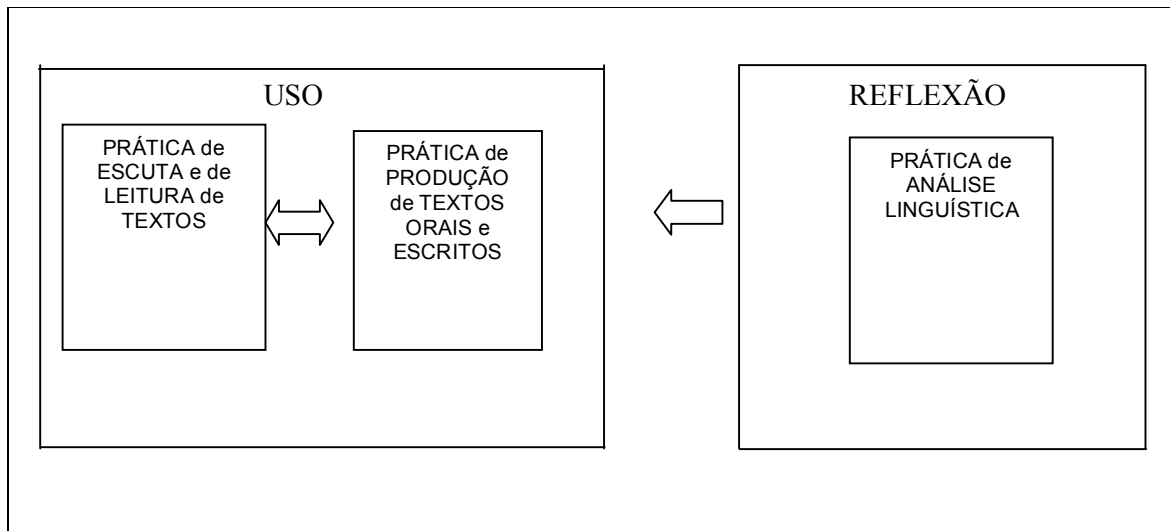 USO
PRÁTICA de
ESCUTA e de
LEITURA de
TEXTOS
PRÁTICA de
PRODUÇÃO
de TEXTOS
ORAIS e
ESCRITOS
REFLEXÃO
PRÁTICA de
ANÁLISE
LINGUÍSTICA